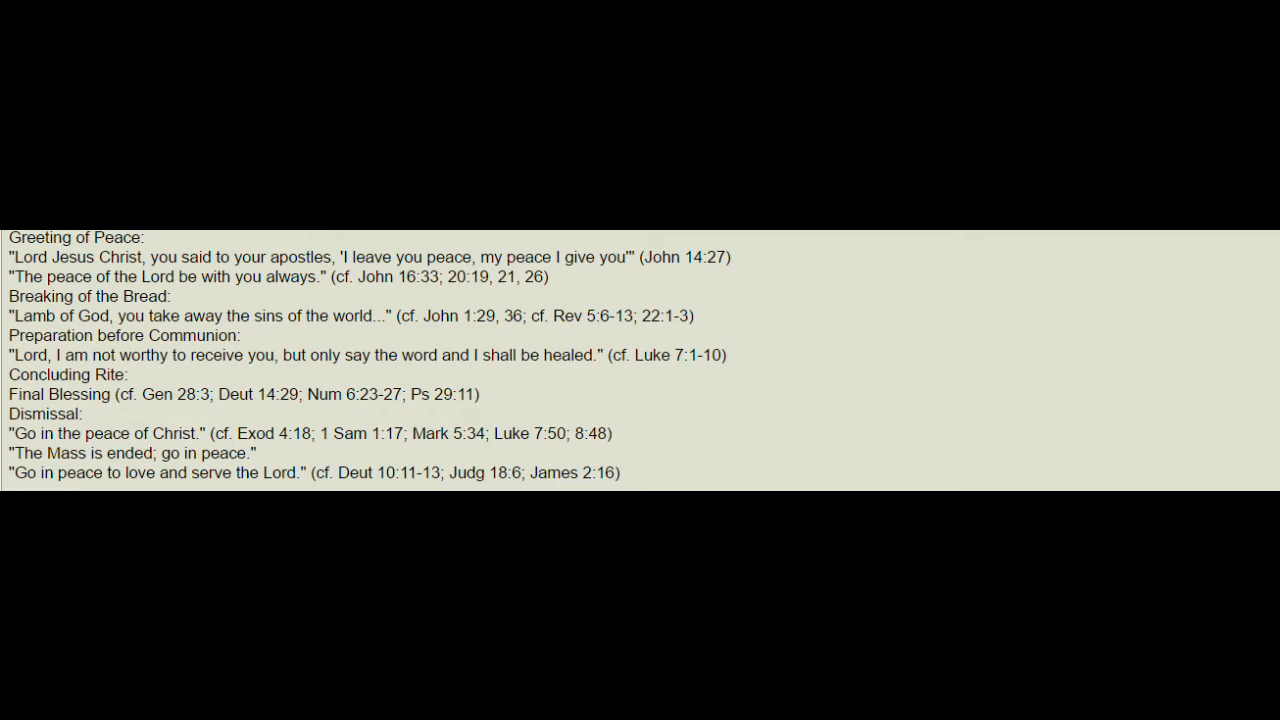 Greeting of Peace:
"Lord Jesus Christ, you said to your apostles, 'I leave you peace, my peace I give you'" (John 14:27)
"The peace of the Lord be with you always." (cf. John 16:33; 20:19, 21, 26)
Breaking of the Bread:
"Lamb of God, you take away the sins of the world..." (cf. John 1:29, 36; cf. Rev 5:6-13; 22:1-3)
Preparation before Communion:
"Lord, I am not worthy to receive you, but only say the word and I shall be healed." (cf. Luke 7:1-10)
Concluding Rite:
Final Blessing (cf. Gen 28:3; Deut 14:29; Num 6:23-27; Ps 29:11)
Dismissal:
"Go in the peace of Christ." (cf. Exod 4:18; 1 Sam 1:17; Mark 5:34; Luke 7:50; 8:48)
"The Mass is ended; go in peace."
"Go in peace to love and serve the Lord." (cf. Deut 10:11-13; Judg 18:6; James 2:16)